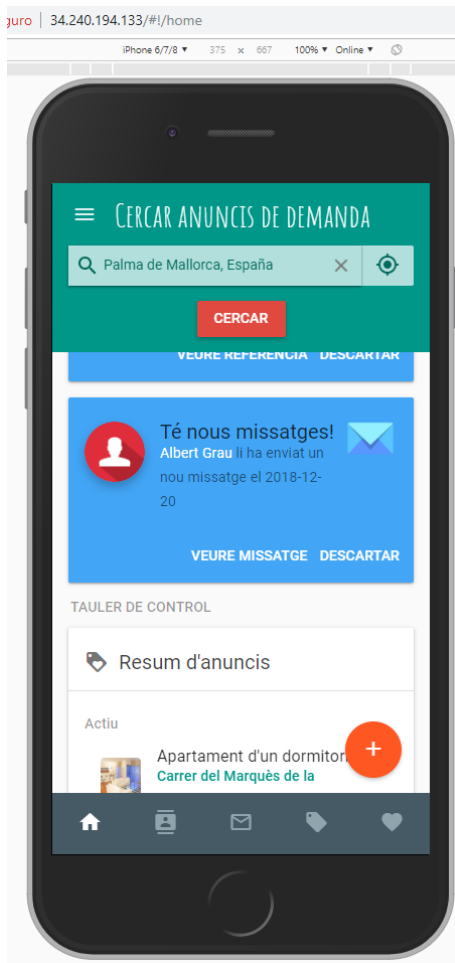 guro | 34.240.194.133/#!/home
iPhone 6/7/8 ▼ 375 x 667 100% ▼ Online ▼
Cercar anuncis de demanda
Palma de Mallorca, España
CERCAR
VEURE REFERÈNCIA DESCARTAR
Té nous missatges!
Albert Grau li ha enviat un
nou missatge el 2018-12-
20
VEURE MISSATGE DESCARTAR
TAULER DE CONTROL
Resum d'anuncis
Actiu
Apartament d'un dormitori
Carrer del Marquès de la